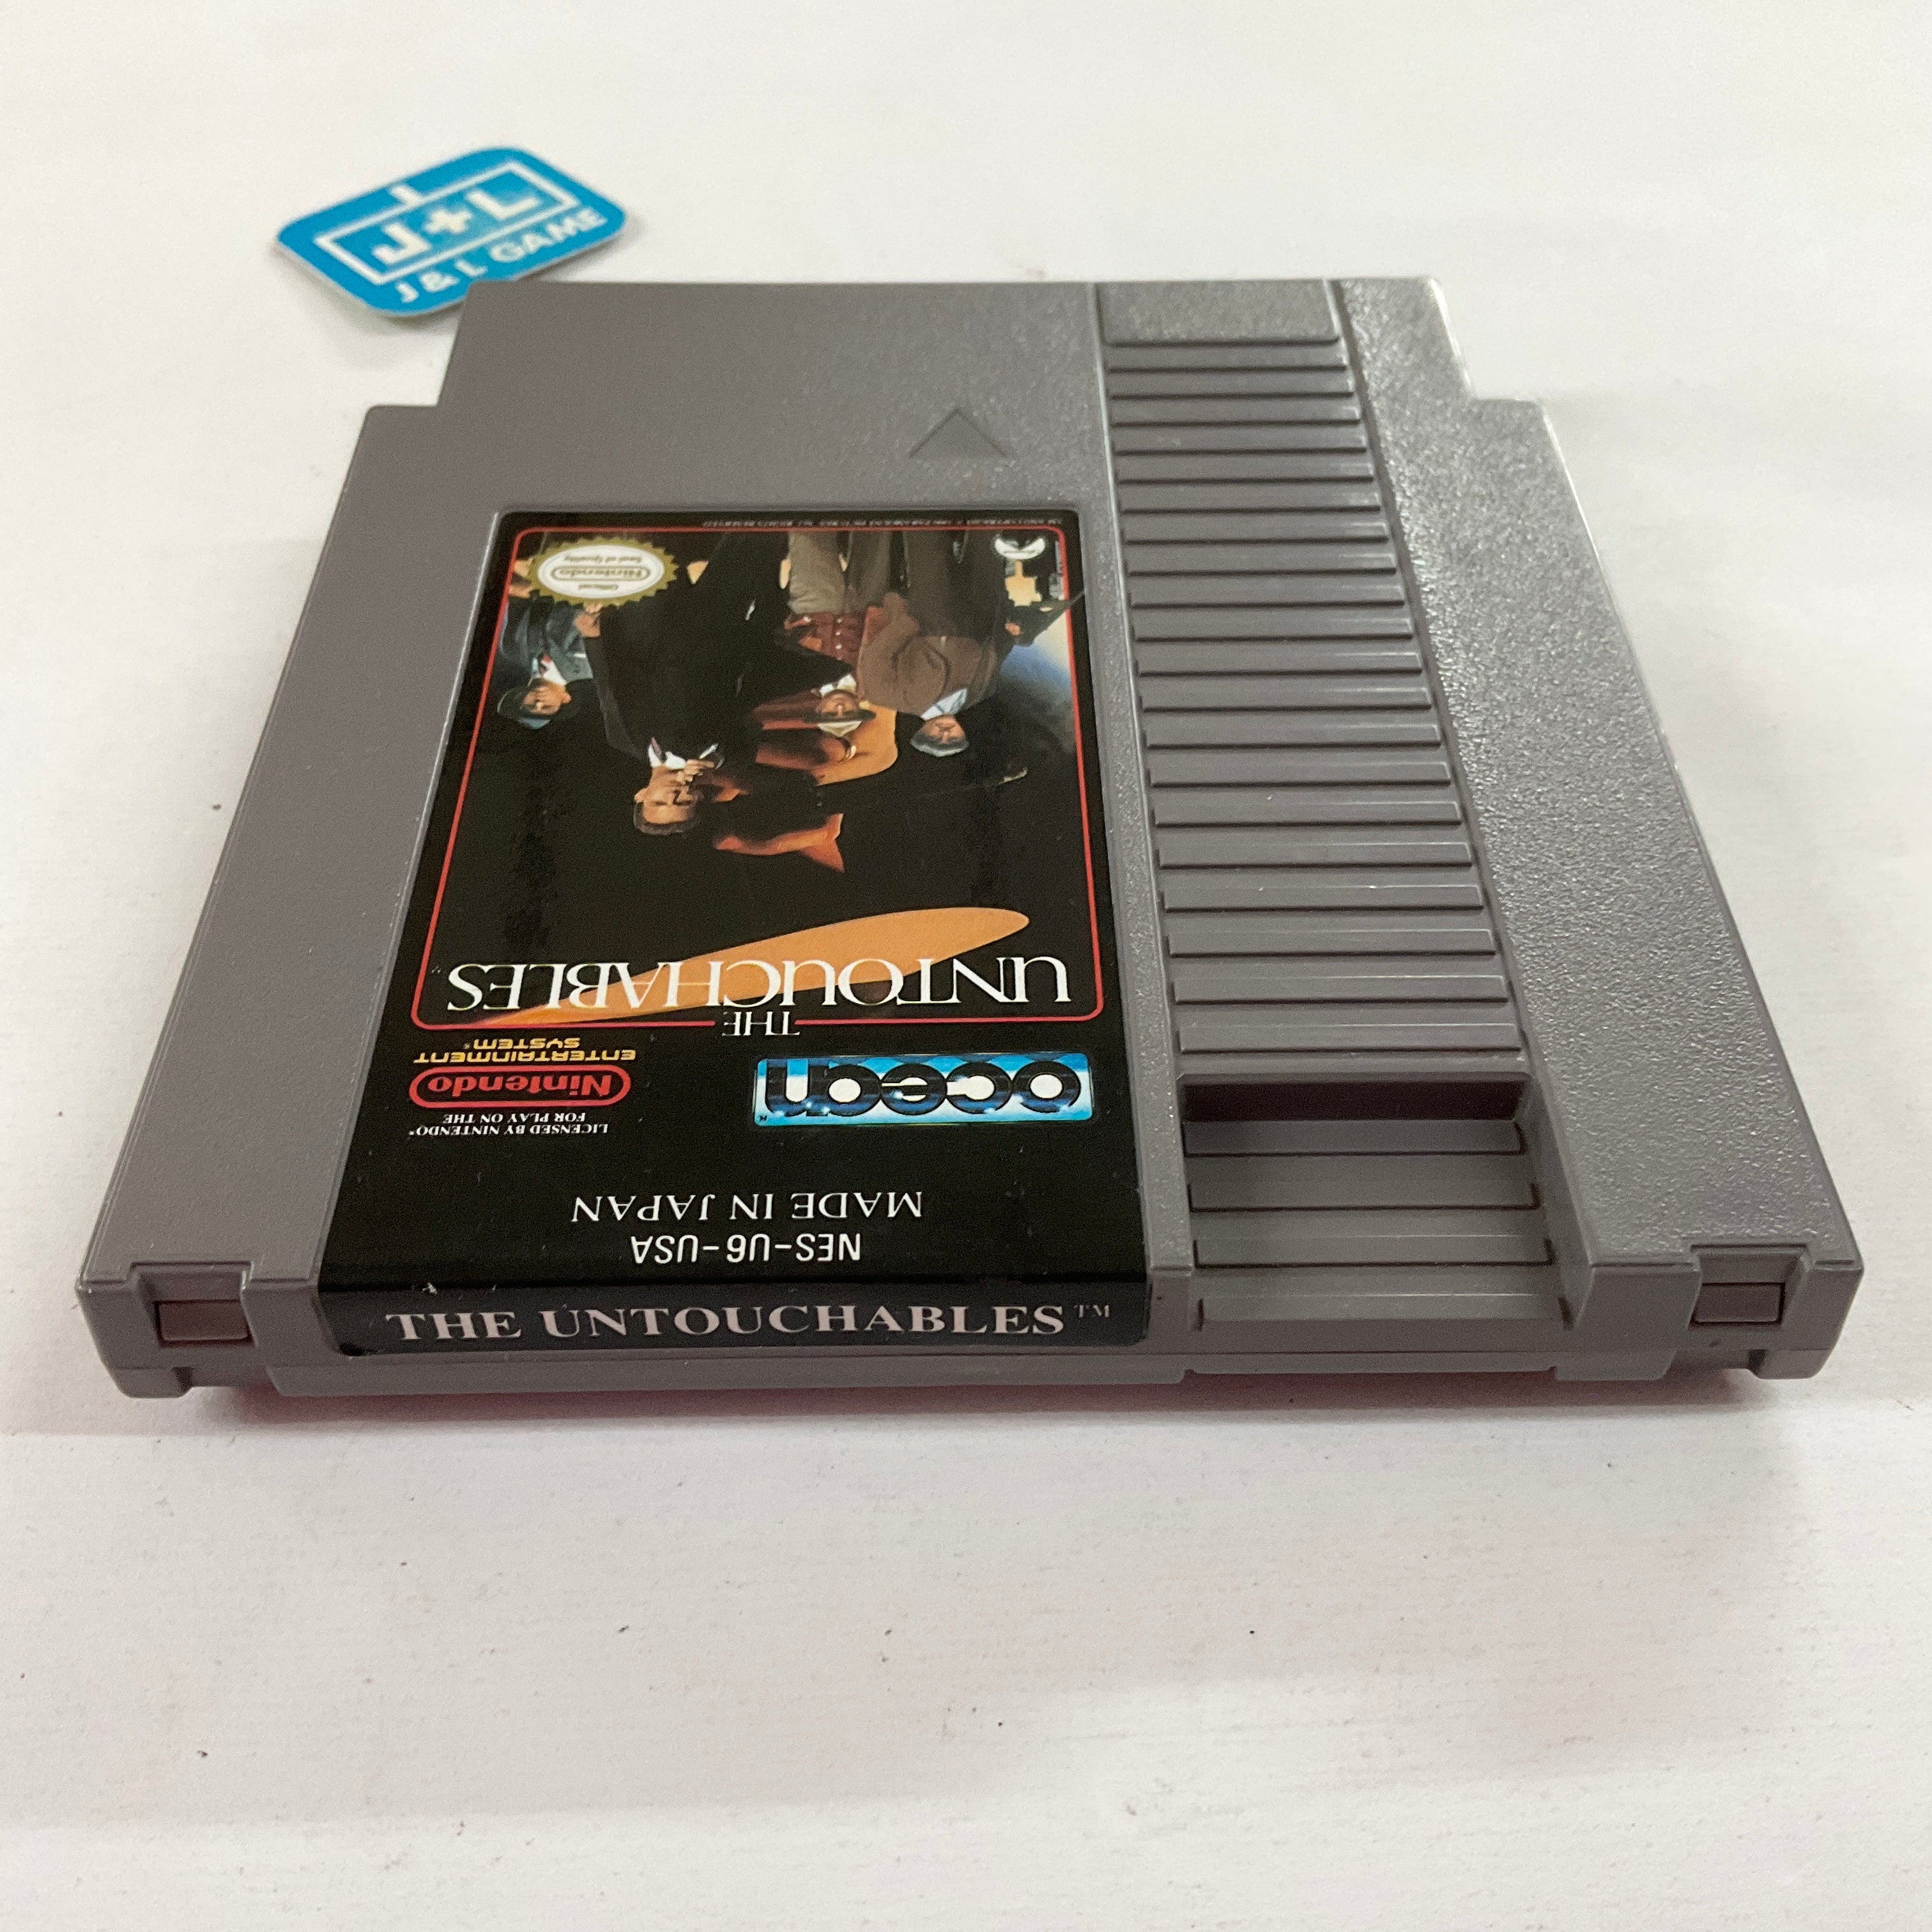 J+L
J & L GAME
THE UNTOUCHABLES™
NES-U6-USA
MADE IN JAPAN
ocean
LICENSED BY NINTENDO®
FOR PLAY ON THE
Nintendo
ENTERTAINMENT
SYSTEM®
THE
UNTOUCHABLES
Official
Nintendo
Seal of Quality